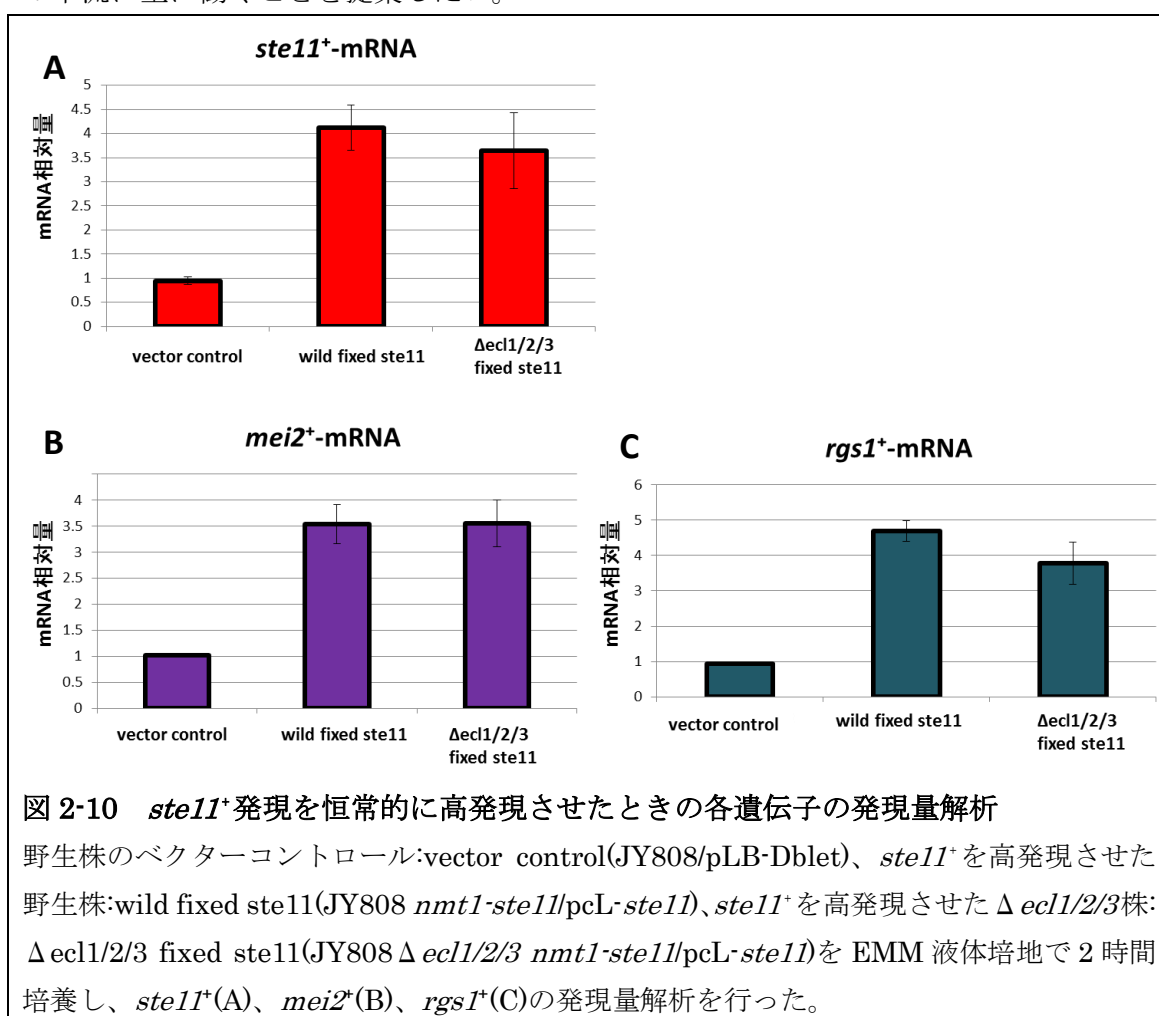 A
ste11⁺-mRNA
mRNA相対量
5
4.5
4
3.5
3
2.5
2
1.5
1
0.5
0
vector control
wild fixed ste11
Δecl1/2/3
fixed ste11
B
mei2⁺-mRNA
mRNA相対量
4
3.5
3
2.5
2
1.5
1
0.5
0
vector control
wild fixed ste11
Δecl1/2/3
fixed ste11
C
rgs1⁺-mRNA
mRNA相対量
6
5
4
3
2
1
0
vector control
wild fixed ste11
Δecl1/2/3
fixed ste11
図 2-10 ste11⁺発現を恒常的に高発現させたときの各遺伝子の発現量解析
野生株のベクターコントロール:vector control(JY808/pLB-Dblet)、ste11⁺を高発現させた
野生株:wild fixed ste11(JY808 nmt1-ste11/pcL-ste11)、ste11⁺を高発現させたΔecl1/2/3株:
Δecl1/2/3 fixed ste11(JY808Δecl1/2/3 nmt1-ste11/pcL-ste11)を EMM 液体培地で 2 時間
培養し、ste11⁺(A)、mei2⁺(B)、rgs1⁺(C)の発現量解析を行った。